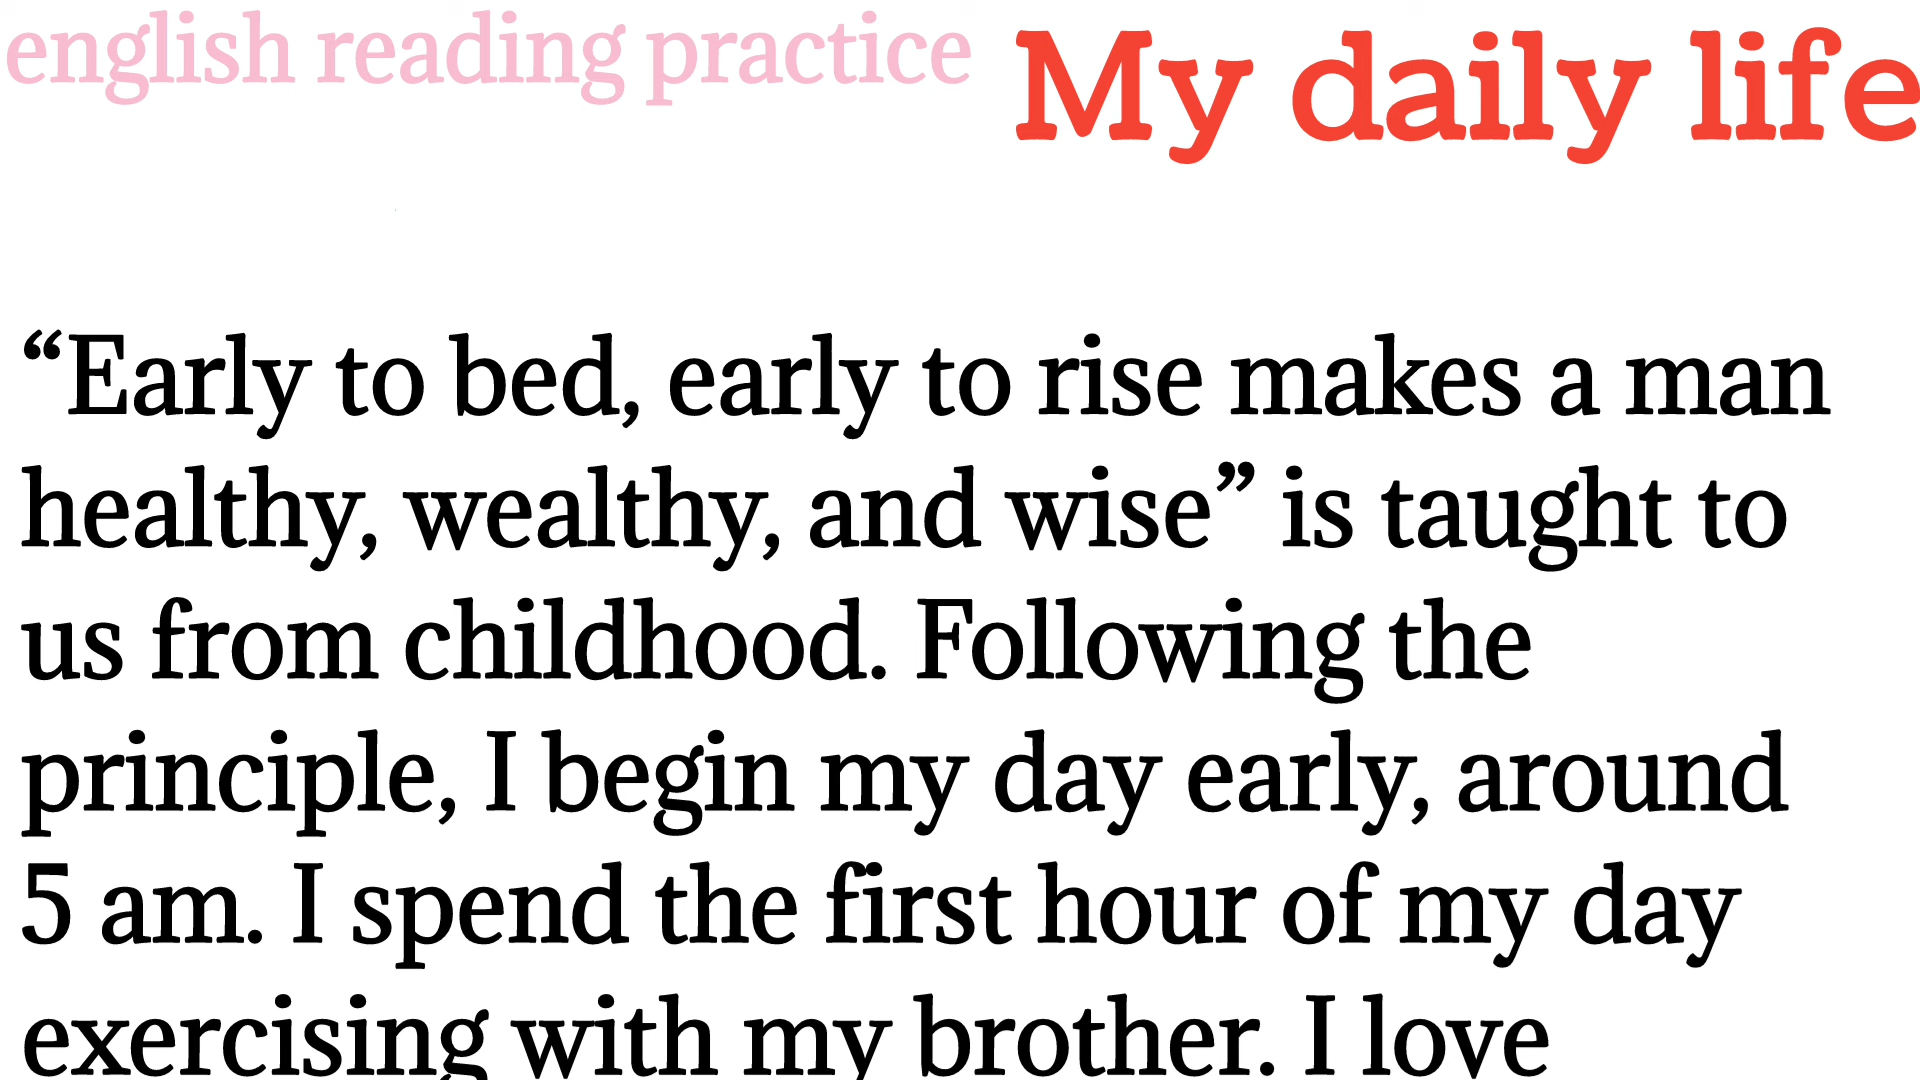 english reading practice
My daily life
“Early to bed, early to rise makes a man
healthy, wealthy, and wise” is taught to
us from childhood. Following the
principle, I begin my day early, around
5 am. I spend the first hour of my day
exercising with my brother. I love